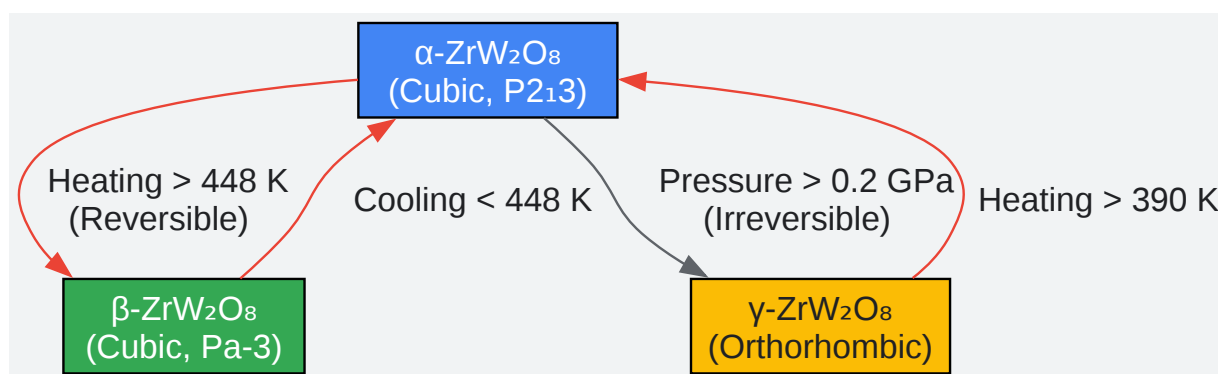 α-ZrW₂O₈
(Cubic, P2₁3)
Heating > 448 K
(Reversible)
Cooling < 448 K
Pressure > 0.2 GPa
(Irreversible)
Heating > 390 K
β-ZrW₂O₈
(Cubic, Pa-3)
γ-ZrW₂O₈
(Orthorhombic)